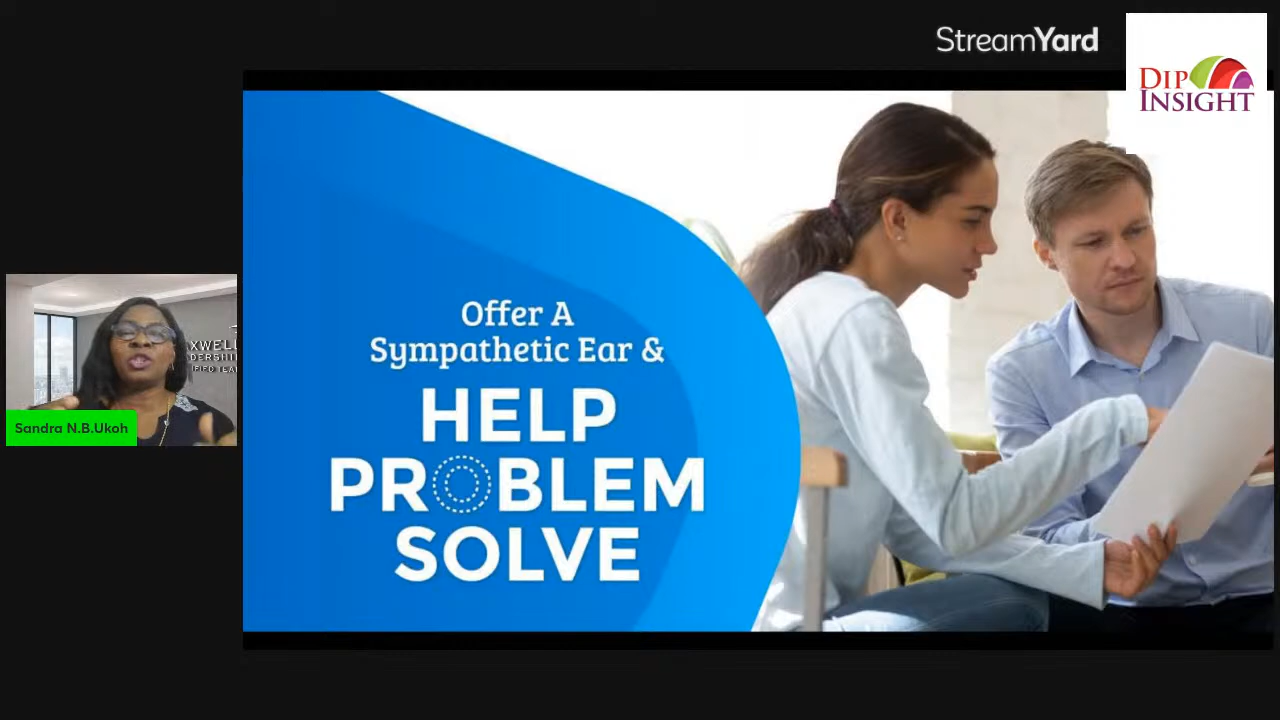 StreamYard
DIP
INSIGHT
Offer A
Sympathetic Ear &
HELP
PROBLEM
SOLVE
Sandra N.B.Ukoh